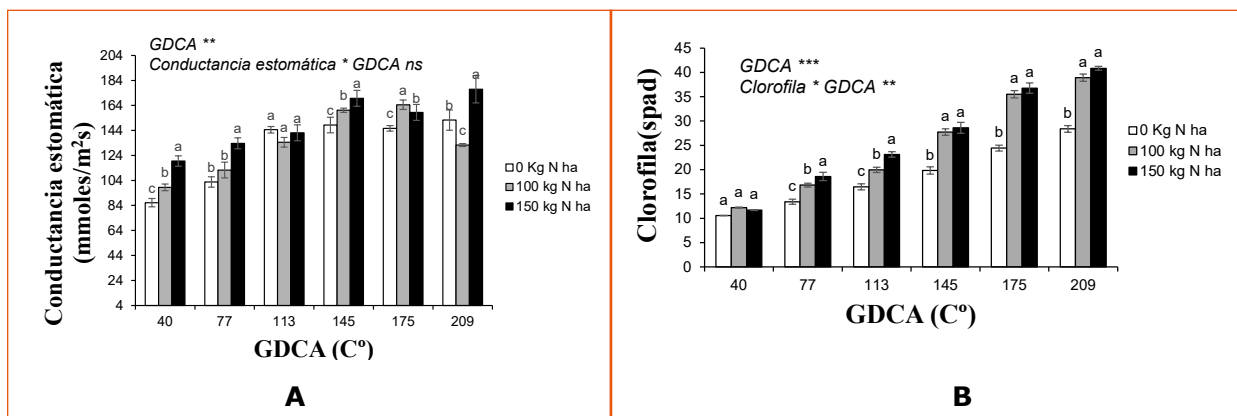 GDCA **
Conductancia estomática * GDCA ns
Conductancia estomática
(mmoles/m²s)
204
184
164
144
124
104
84
64
44
24
4
c b a
c b a
a a a
c b a
c a b
b c a
40 77 113 145 175 209
GDCA (Cº)
0 Kg N ha
100 kg N ha
150 kg N ha
A
GDCA ***
Clorofila * GDCA **
Clorofila(spad)
45
40
35
30
25
20
15
10
5
0
a a a
c b a
b b a
b a a
b a a
b a a
40 77 113 145 175 209
GDCA (Cº)
0 Kg N ha
100 kg N ha
150 kg N ha
B